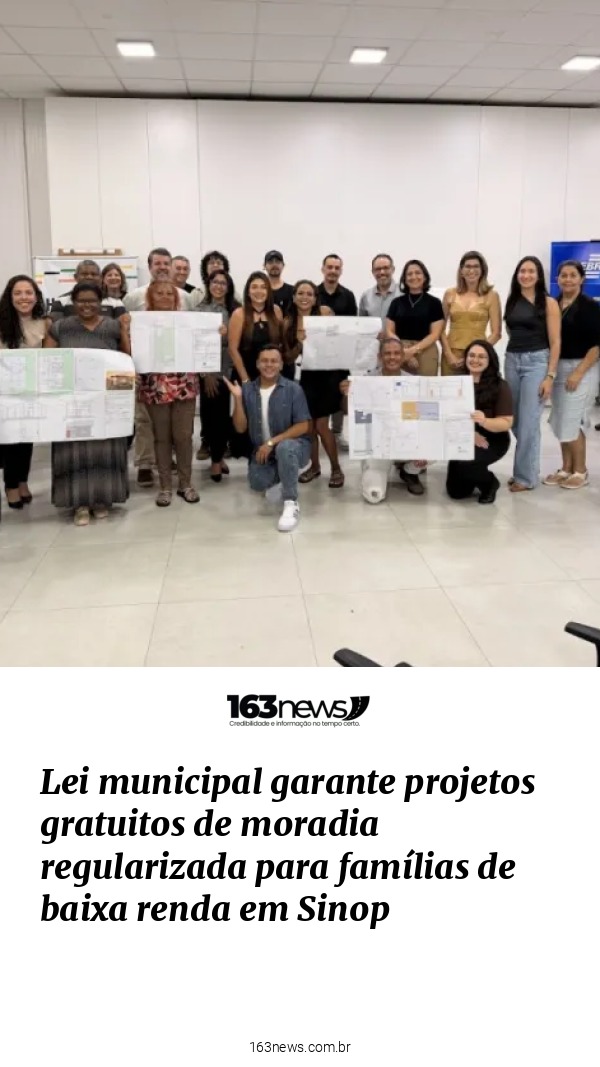 163news
Credibilidade e informação no tempo certo.
Lei municipal garante projetos
gratuitos de moradia
regularizada para famílias de
baixa renda em Sinop
163news.com.br